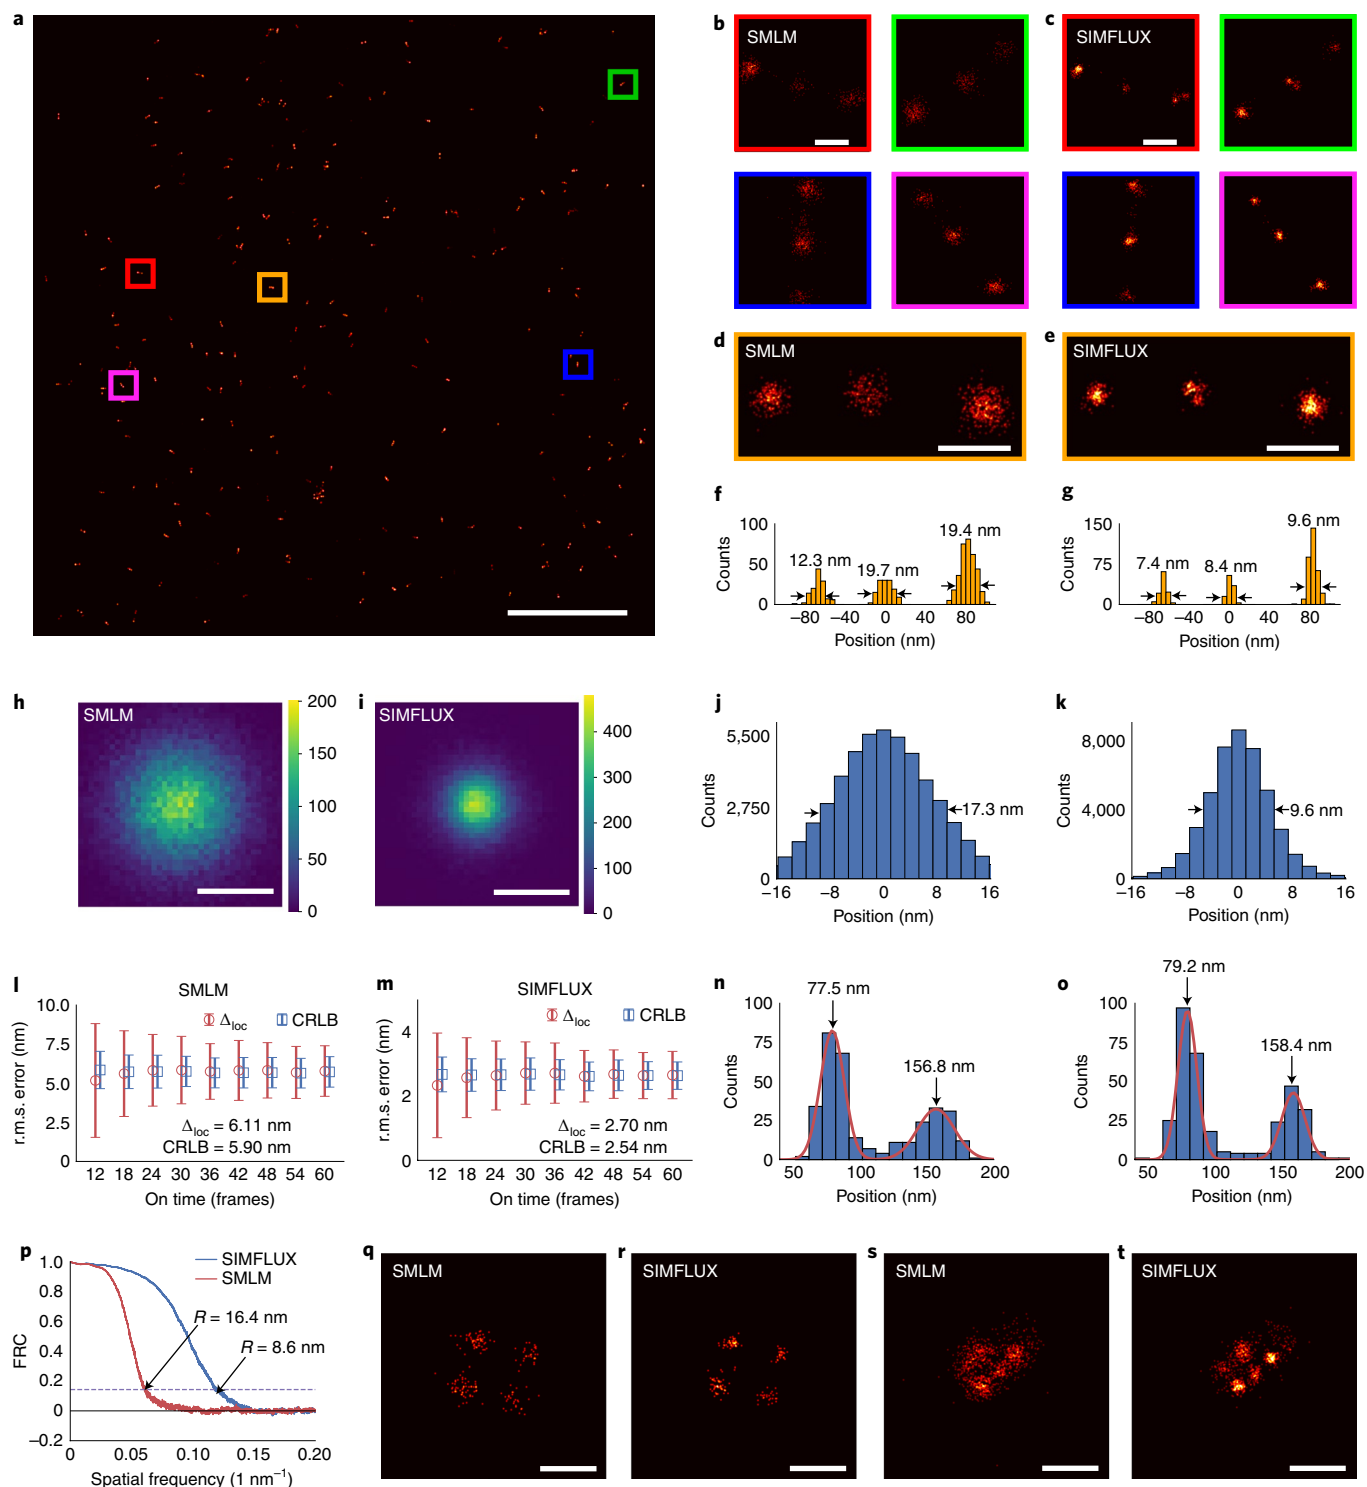 a
b
SMLM
c
SIMFLUX
d
SMLM
e
SIMFLUX
f
100
50
0
Counts
12.3 nm
19.7 nm
19.4 nm
−80 −40 0 40 80
Position (nm)
g
150
75
0
Counts
7.4 nm
8.4 nm
9.6 nm
−80 −40 0 40 80
Position (nm)
h
SMLM
200
150
100
50
0
i
SIMFLUX
400
300
200
100
0
j
5,500
2,750
0
Counts
17.3 nm
−16 −8 0 8 16
Position (nm)
k
8,000
4,000
0
Counts
9.6 nm
−16 −8 0 8 16
Position (nm)
l
SMLM
10.0
7.5
5.0
2.5
0
r.m.s. error (nm)
Δloc CRLB
Δloc = 6.11 nm
CRLB = 5.90 nm
12 18 24 30 36 42 48 54 60
On time (frames)
m
SIMFLUX
4
2
0
r.m.s. error (nm)
Δloc CRLB
Δloc = 2.70 nm
CRLB = 2.54 nm
12 18 24 30 36 42 48 54 60
On time (frames)
n
77.5 nm
156.8 nm
100
75
50
25
0
Counts
50 100 150 200
Position (nm)
o
79.2 nm
158.4 nm
100
75
50
25
0
Counts
50 100 150 200
Position (nm)
p
SIMFLUX
SMLM
1.0
0.8
0.6
0.4
0.2
0
−0.2
FRC
R = 16.4 nm
R = 8.6 nm
0 0.05 0.10 0.15 0.20
Spatial frequency (1 nm⁻¹)
q
SMLM
r
SIMFLUX
s
SMLM
t
SIMFLUX